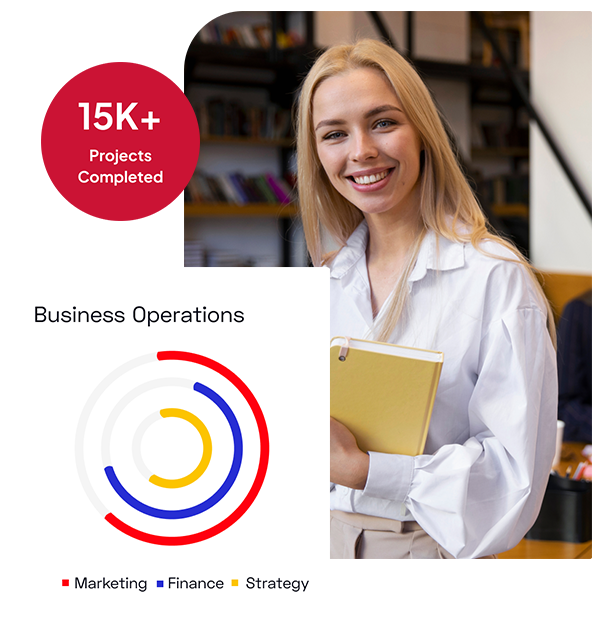 15K+
Projects
Completed
Business Operations
Marketing Finance Strategy